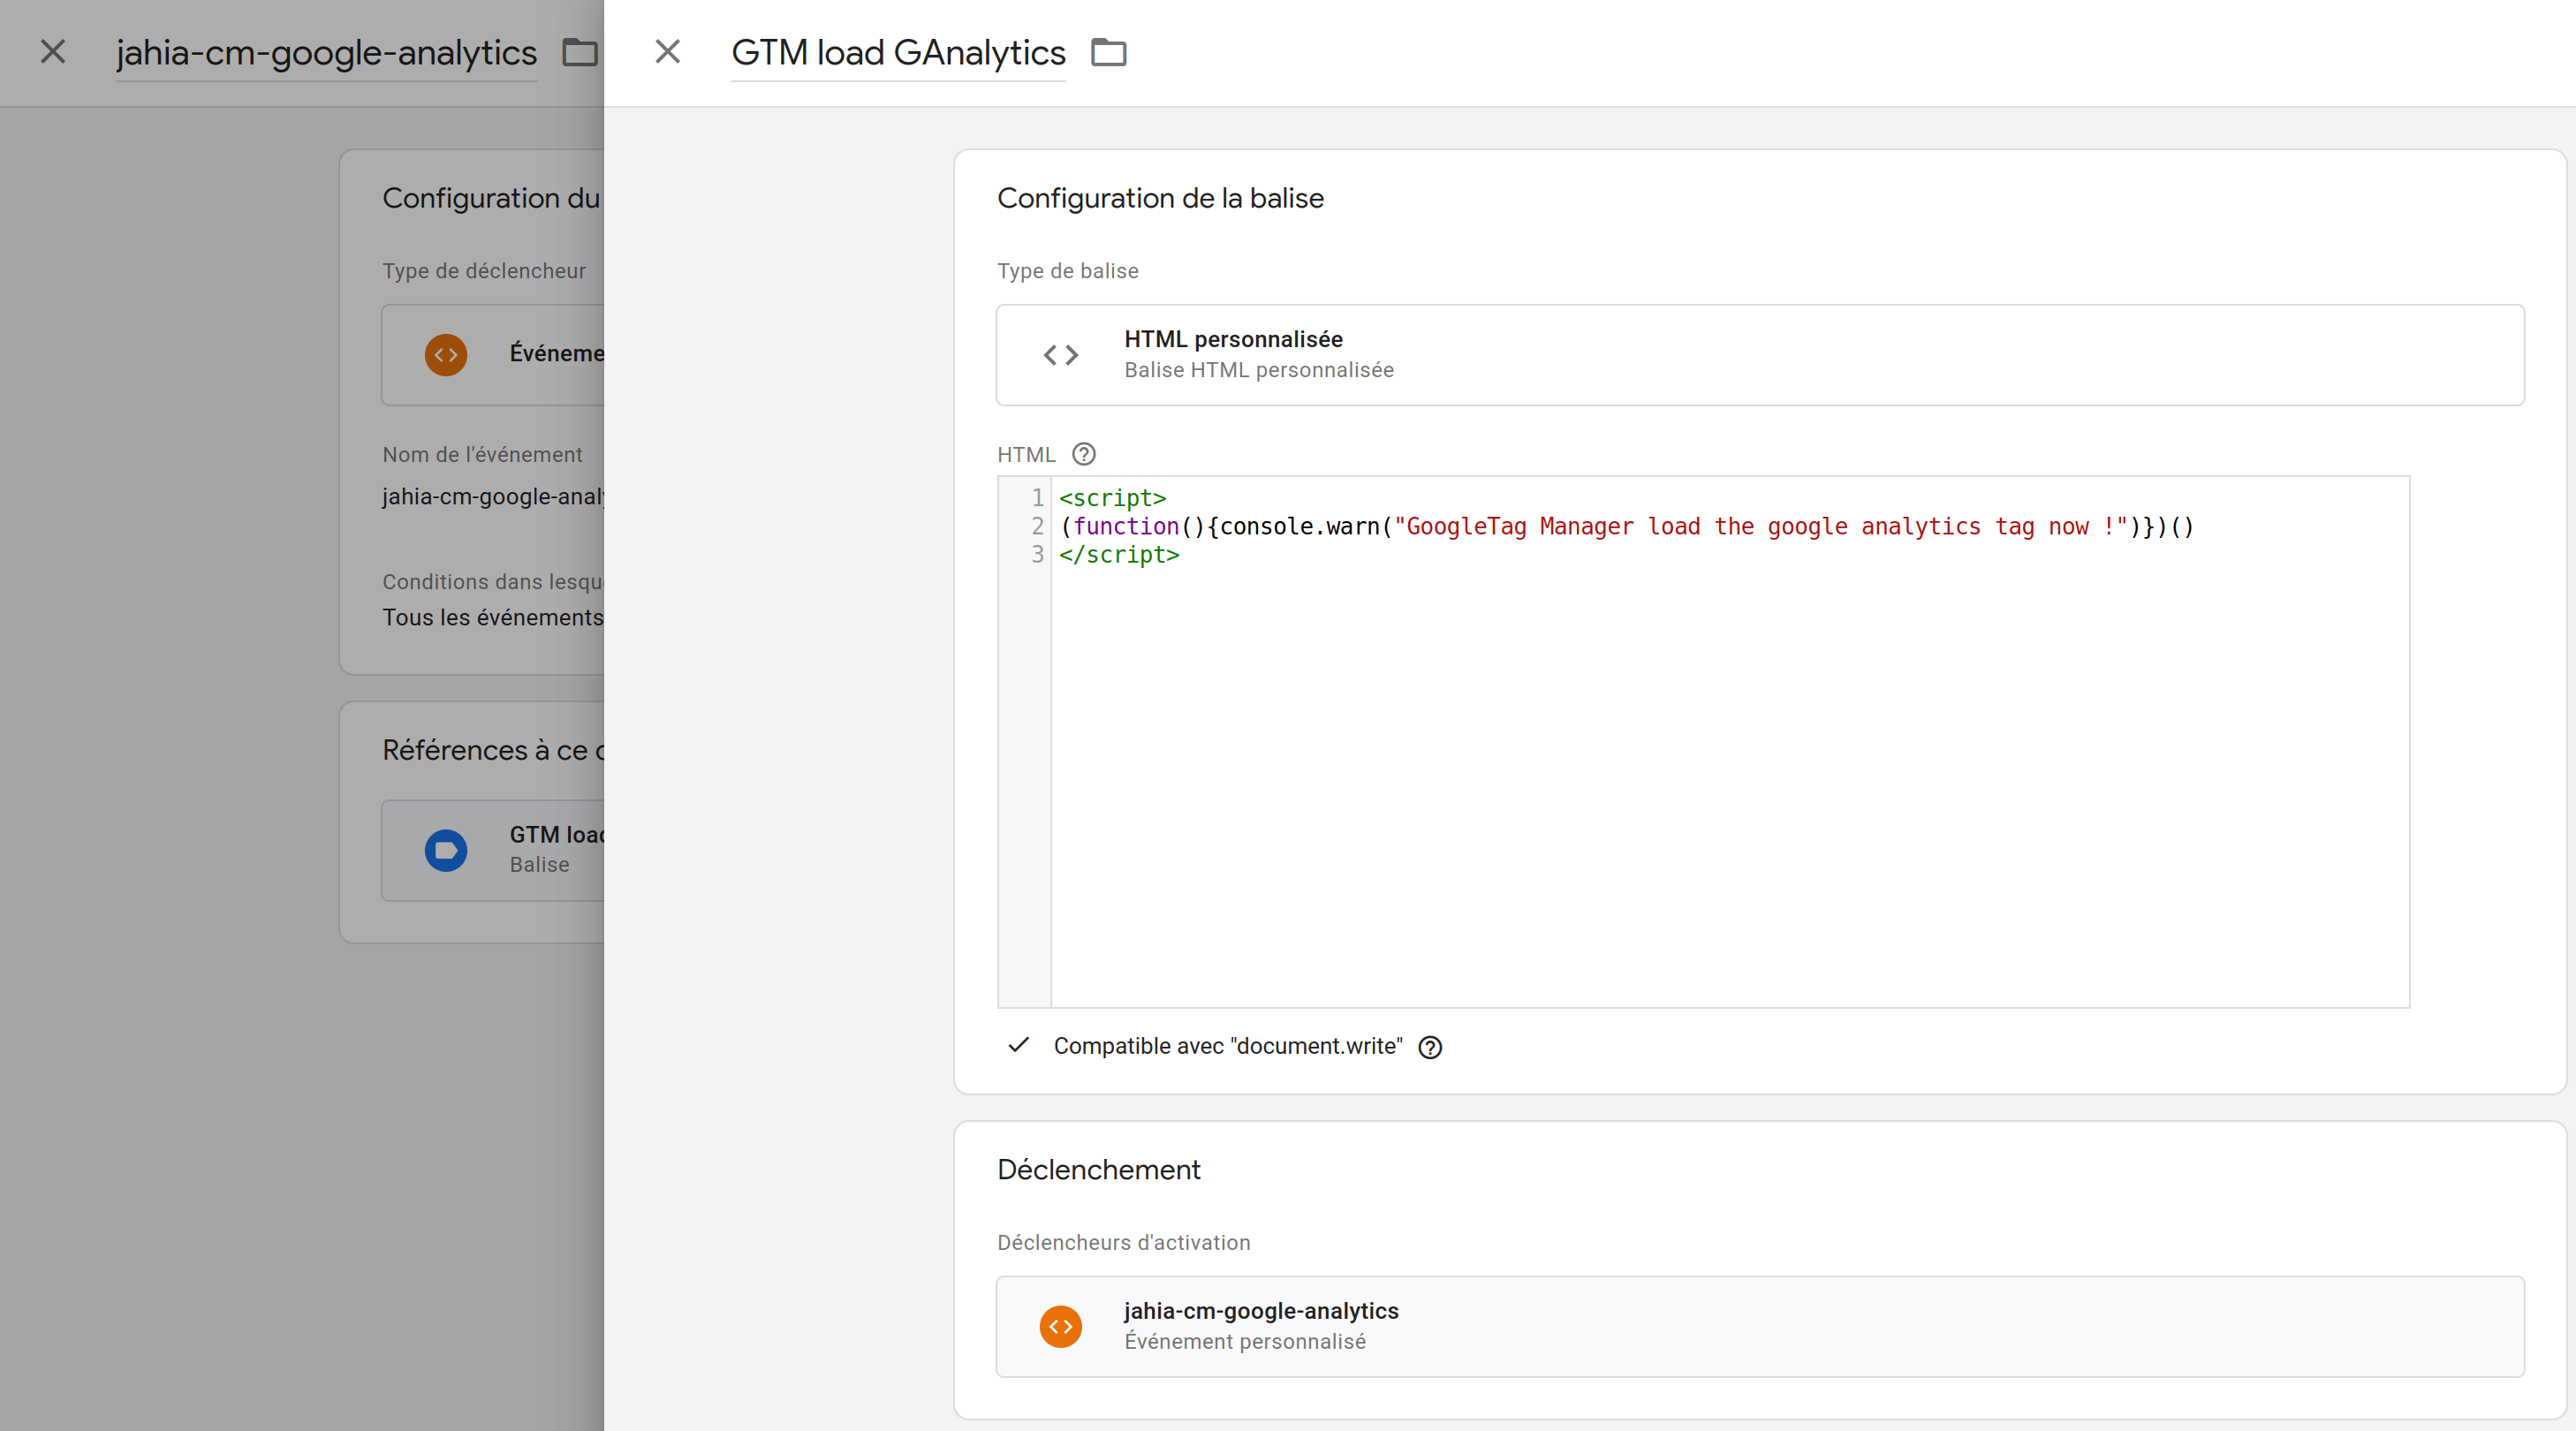 jahia-cm-google-analytics
Configuration du
Type de déclencheur
Événeme
Nom de l'événement
jahia-cm-google-anal
Conditions dans lesqu
Tous les événements
Références à ce
GTM load
Balise
GTM load GAnalytics
Configuration de la balise
Type de balise
HTML personnalisée
Balise HTML personnalisée
HTML
1 <script>
2 (function(){console.warn("GoogleTag Manager load the google analytics tag now !")})()
3 </script>
Compatible avec "document.write"
Déclenchement
Déclencheurs d'activation
jahia-cm-google-analytics
Événement personnalisé